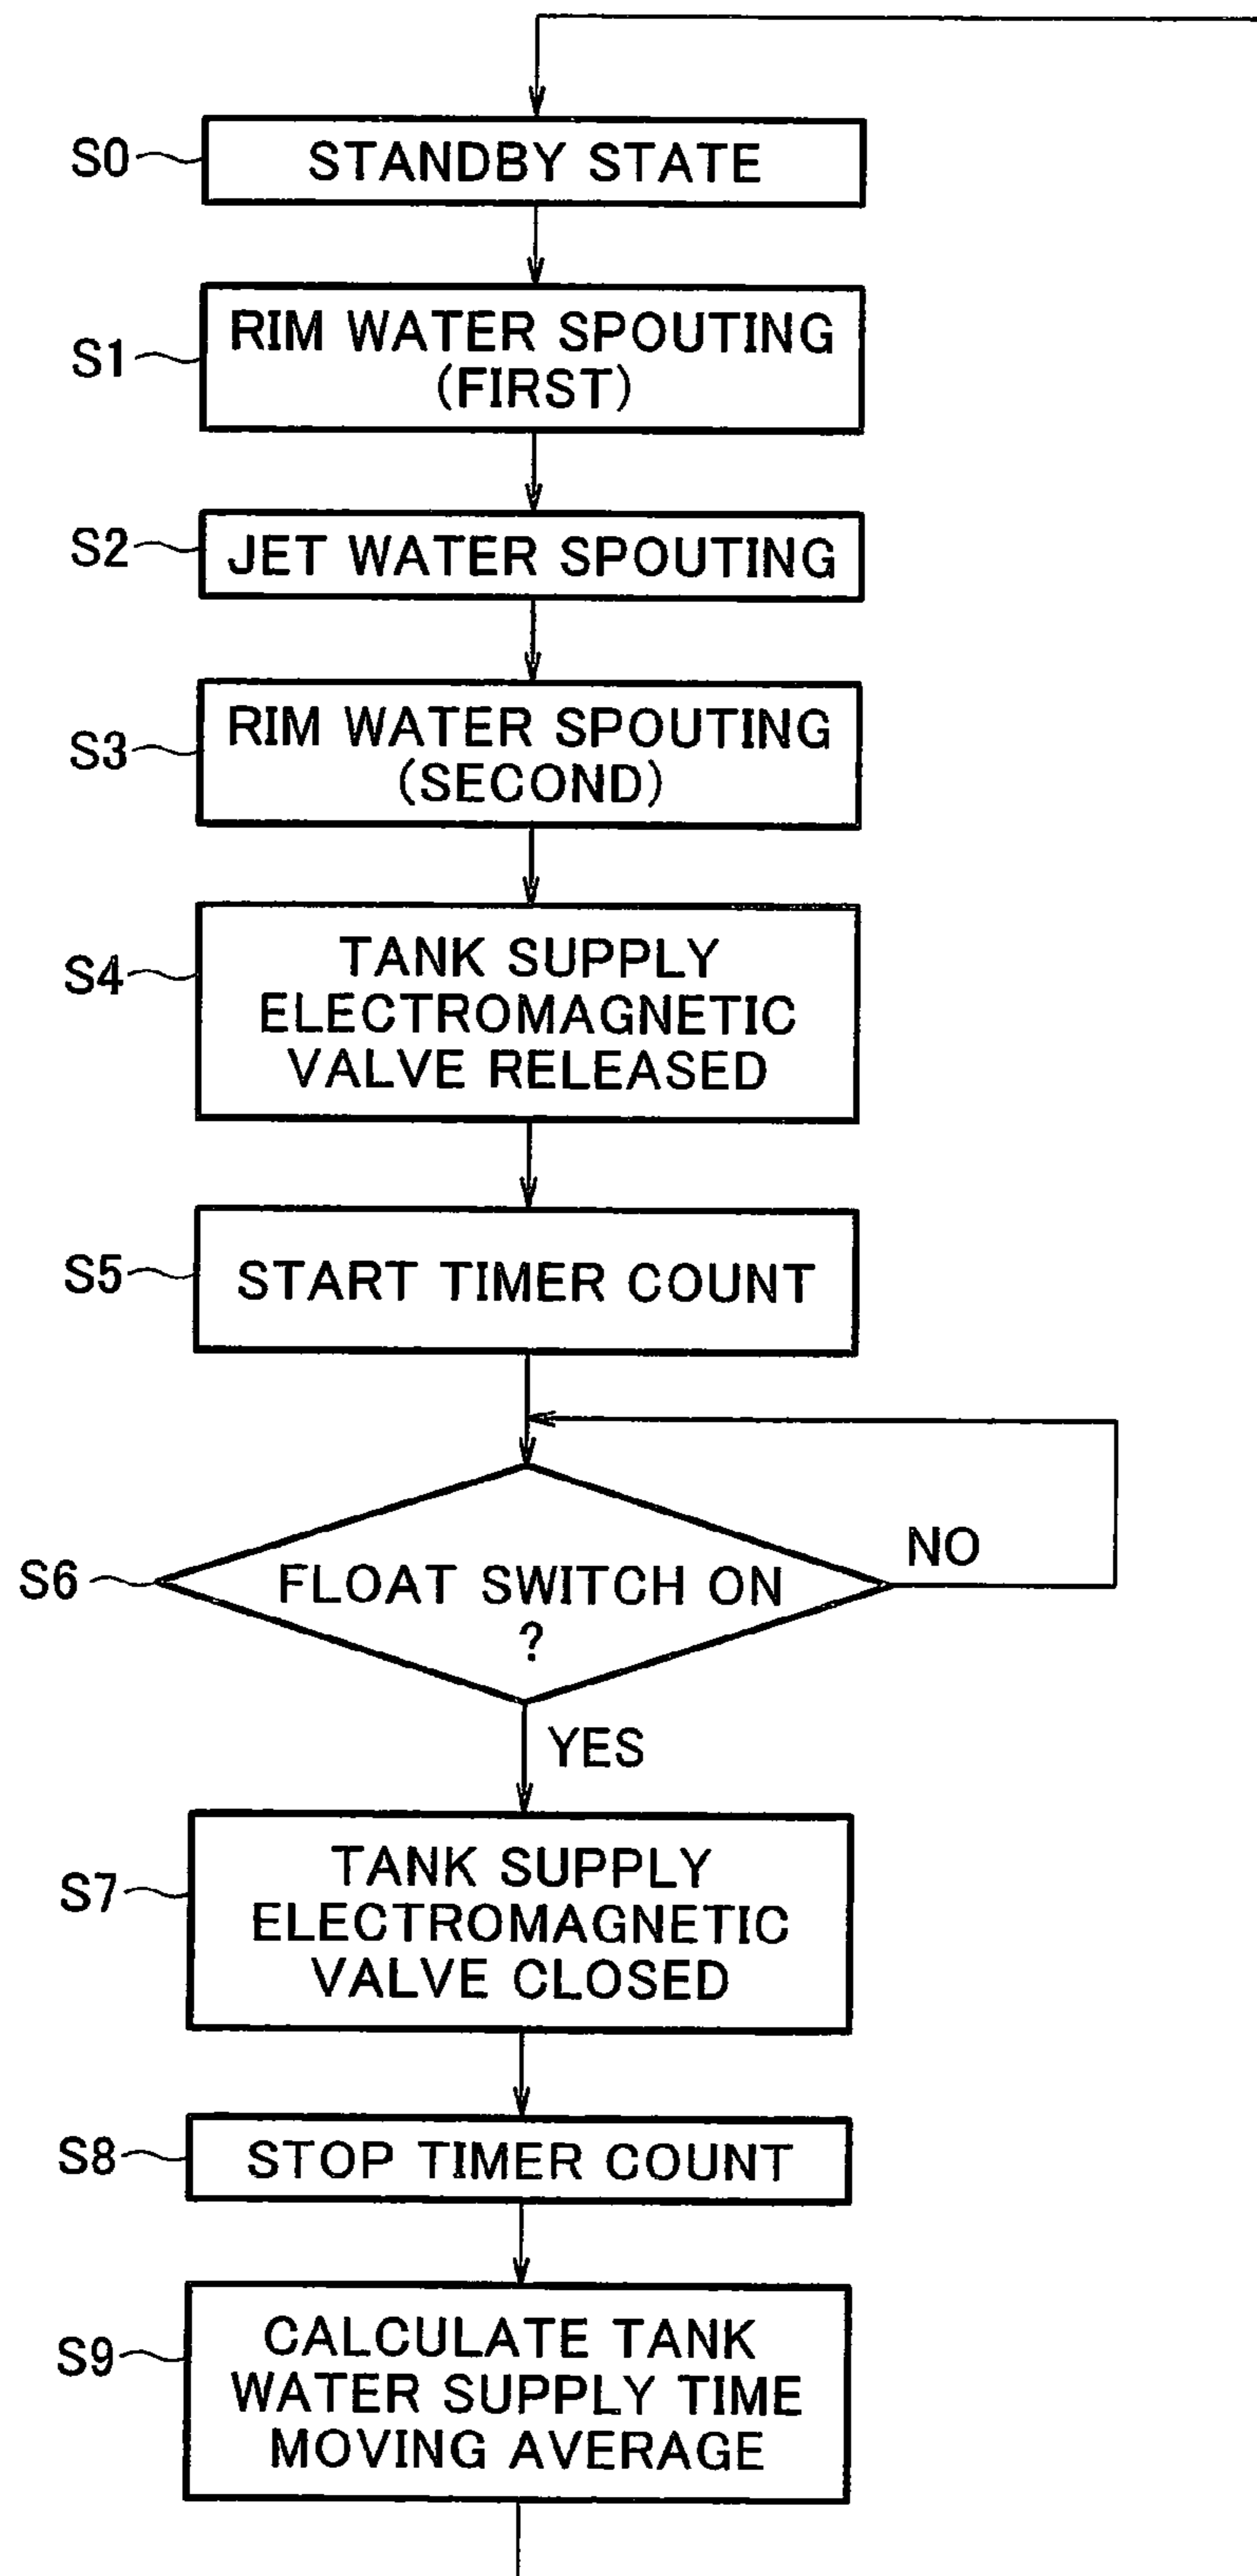 S0
STANDBY STATE
S1
RIM WATER SPOUTING
(FIRST)
S2
JET WATER SPOUTING
S3
RIM WATER SPOUTING
(SECOND)
S4
TANK SUPPLY
ELECTROMAGNETIC
VALVE RELEASED
S5
START TIMER COUNT
S6
FLOAT SWITCH ON
?
NO
YES
S7
TANK SUPPLY
ELECTROMAGNETIC
VALVE CLOSED
S8
STOP TIMER COUNT
S9
CALCULATE TANK
WATER SUPPLY TIME
MOVING AVERAGE